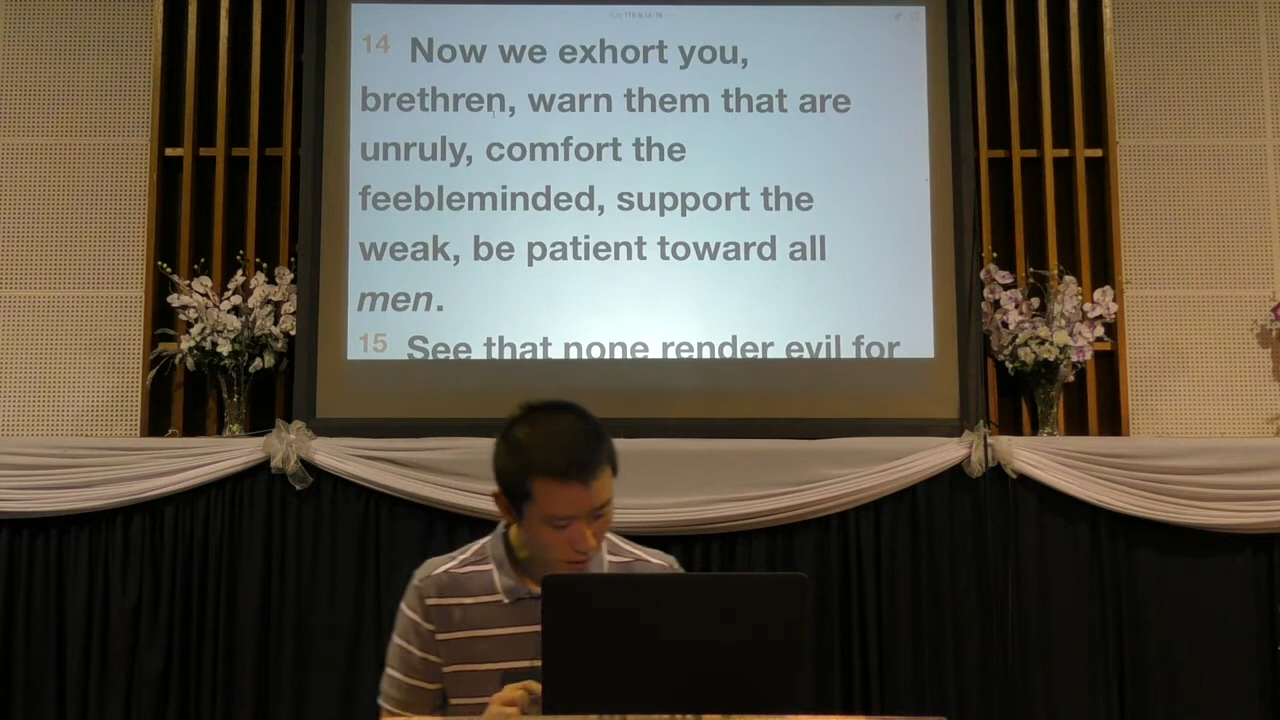 14 Now we exhort you,
brethren, warn them that are
unruly, comfort the
feebleminded, support the
weak, be patient toward all
men.
15 See that none render evil for